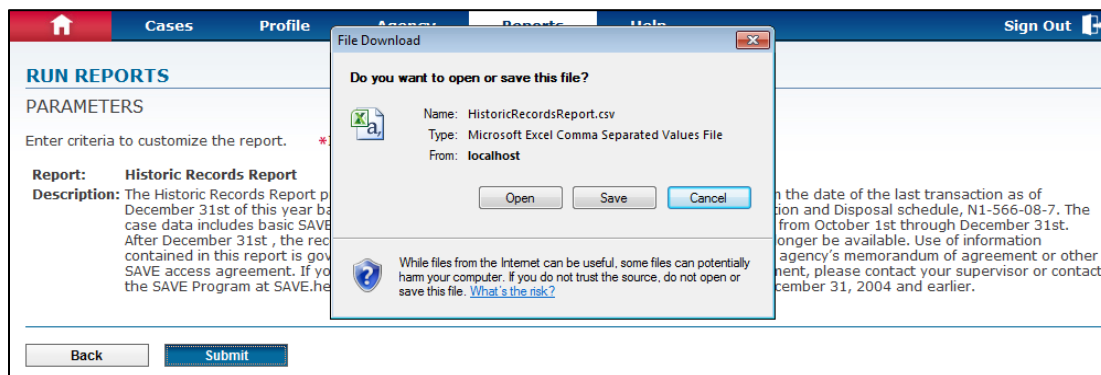 Cases Profile Agency Reports Help Sign Out
RUN REPORTS
PARAMETERS
Enter criteria to customize the report. *
Report: Historic Records Report
Description: The Historic Records Report p
December 31st of this year ba
case data includes basic SAVE
After December 31st , the rec
contained in this report is gov
SAVE access agreement. If yo
the SAVE Program at SAVE.he
File Download
Do you want to open or save this file?
Name: HistoricRecordsReport.csv
Type: Microsoft Excel Comma Separated Values File
From: localhost
Open Save Cancel
While files from the Internet can be useful, some files can potentially
harm your computer. If you do not trust the source, do not open or
save this file. What's the risk?
the date of the last transaction as of
tion and Disposal schedule, N1-566-08-7. The
from October 1st through December 31st.
onger be available. Use of information
agency's memorandum of agreement or other
ment, please contact your supervisor or contact
cember 31, 2004 and earlier.
Back Submit